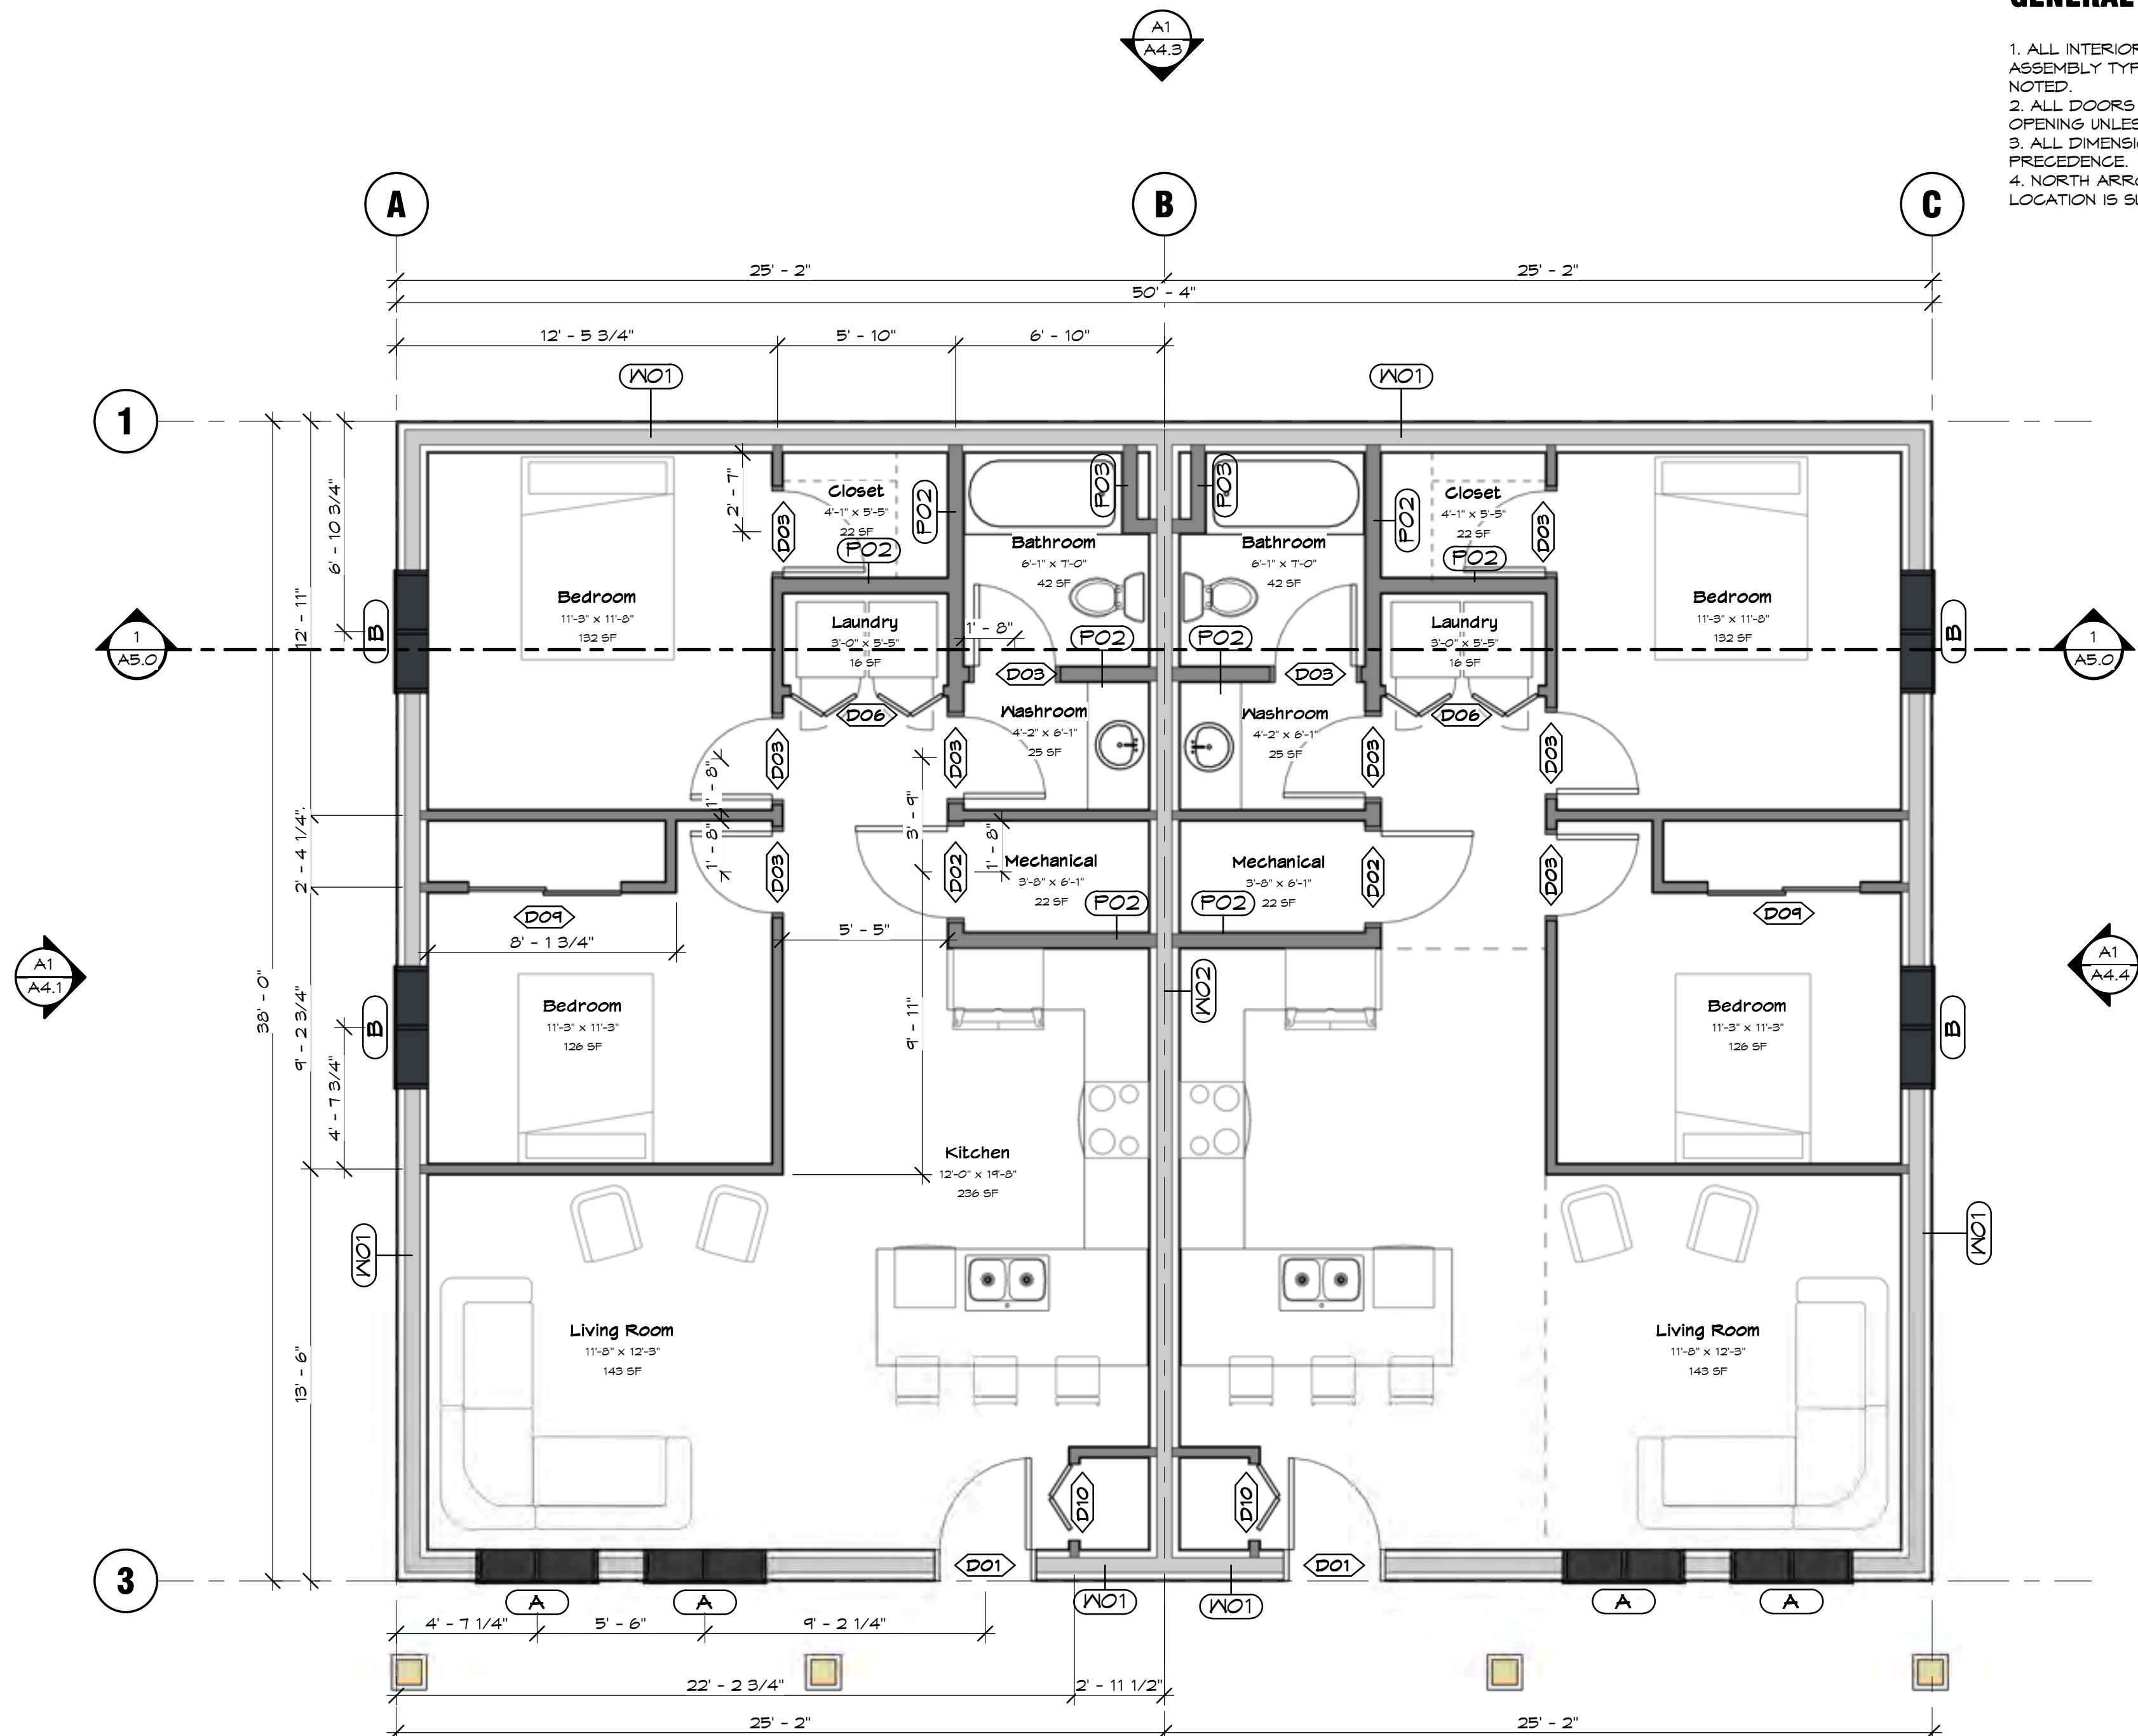 GENERAL
1. ALL INTERIOR
ASSEMBLY TYP
NOTED.
2. ALL DOORS
OPENING UNLES
3. ALL DIMENSI
PRECEDENCE.
4. NORTH ARR
LOCATION IS
A1
A4.3
A
B
C
25' - 2"
25' - 2"
50' - 4"
12' - 5 3/4"
5' - 10"
6' - 10"
W01
W01
1
38' - 0"
12' - 11"
2' - 4 1/4"
9' - 2 3/4"
13' - 6"
6' - 10 3/4"
4' - 7 3/4"
2' - 7"
D03
Closet
4'-1" x 5'-5"
22 SF
P02
P02
P03
P03
P02
Closet
4'-1" x 5'-5"
22 SF
P02
D03
Bathroom
6'-1" x 7'-0"
42 SF
Bathroom
6'-1" x 7'-0"
42 SF
Bedroom
11'-3" x 11'-8"
132 SF
Bedroom
11'-3" x 11'-8"
132 SF
B
B
Laundry
3'-0" x 5'-5"
16 SF
Laundry
3'-0" x 5'-5"
16 SF
1' - 8"
P02
P02
1
A5.0
1
A5.0
D03
D03
D06
D06
Washroom
4'-2" x 6'-1"
25 SF
Washroom
4'-2" x 6'-1"
25 SF
D03
D03
D03
D03
1' - 8"
1' - 8"
3' - 9"
1' - 8"
D03
D02
D02
D03
Mechanical
3'-8" x 6'-1"
22 SF
Mechanical
3'-8" x 6'-1"
22 SF
P02
P02
D09
D09
8' - 1 3/4"
5' - 5"
A1
A4.1
A1
A4.4
W02
9' - 11"
B
B
Bedroom
11'-3" x 11'-3"
126 SF
Bedroom
11'-3" x 11'-3"
126 SF
Kitchen
12'-0" x 19'-8"
236 SF
W01
W01
Living Room
11'-8" x 12'-3"
143 SF
Living Room
11'-8" x 12'-3"
143 SF
D10
D10
3
D01
D01
A
A
W01
W01
A
A
4' - 7 1/4"
5' - 6"
9' - 2 1/4"
22' - 2 3/4"
2' - 11 1/2"
25' - 2"
25' - 2"